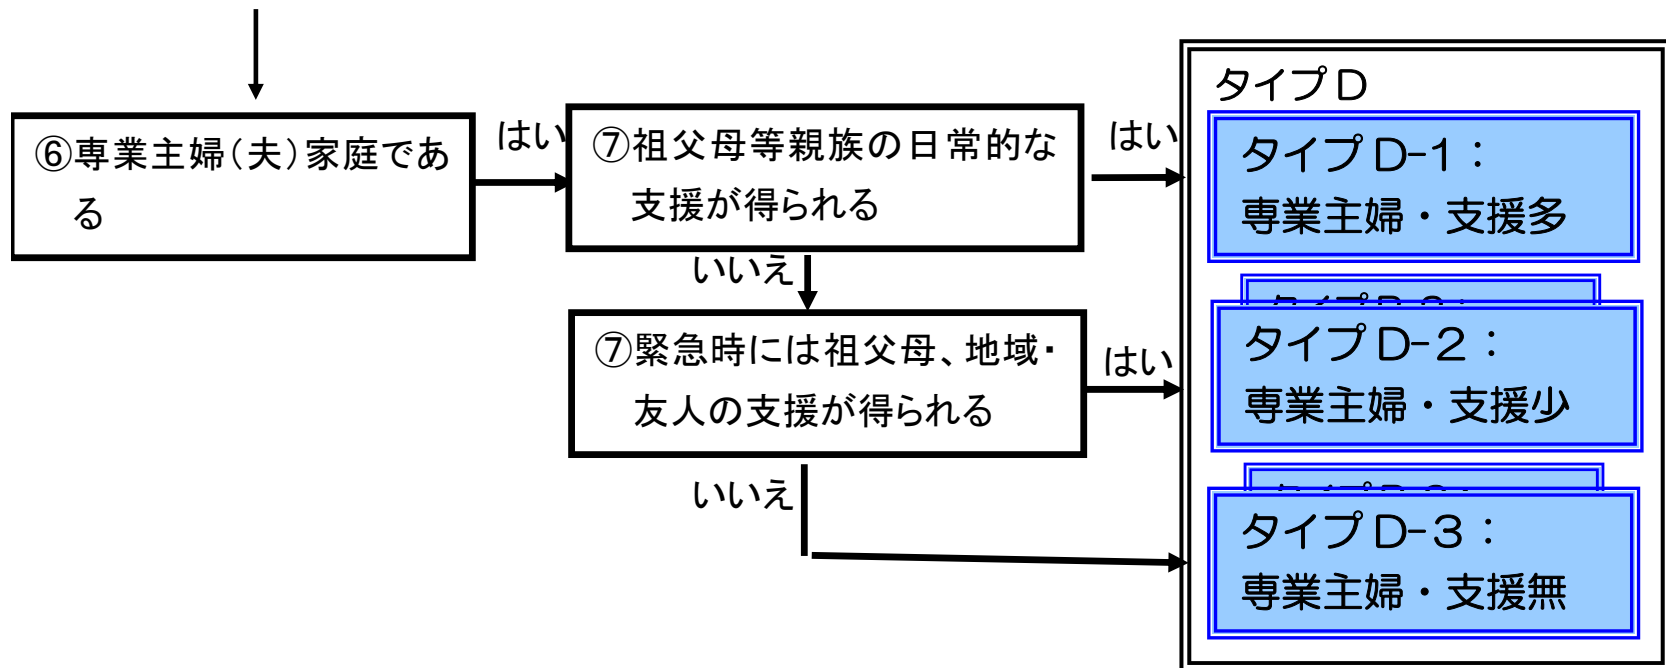 ⑥専業主婦（夫）家庭であ
る
はい
⑦祖父母等親族の日常的な
支援が得られる
はい
いいえ
⑦緊急時には祖父母、地域・
友人の支援が得られる
はい
いいえ
タイプD
タイプD-1：
専業主婦・支援多
タイプD-2：
専業主婦・支援少
タイプD-3：
専業主婦・支援無